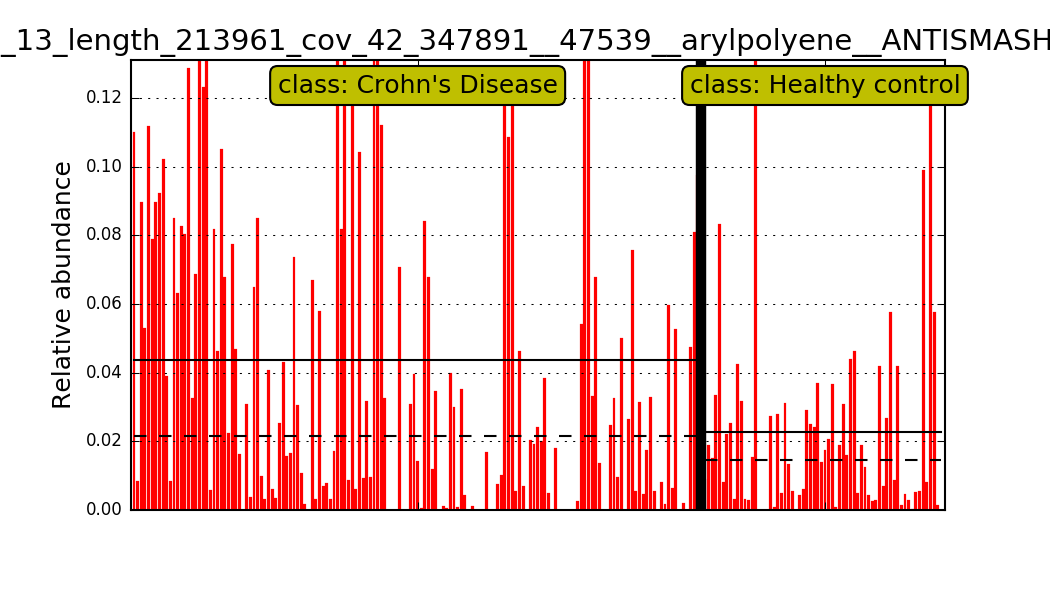 _13_length_213961_cov_42_347891__47539__arylpolyene__ANTISMASH
class: Crohn's Disease
class: Healthy control
Relative abundance
0.12
0.10
0.08
0.06
0.04
0.02
0.00